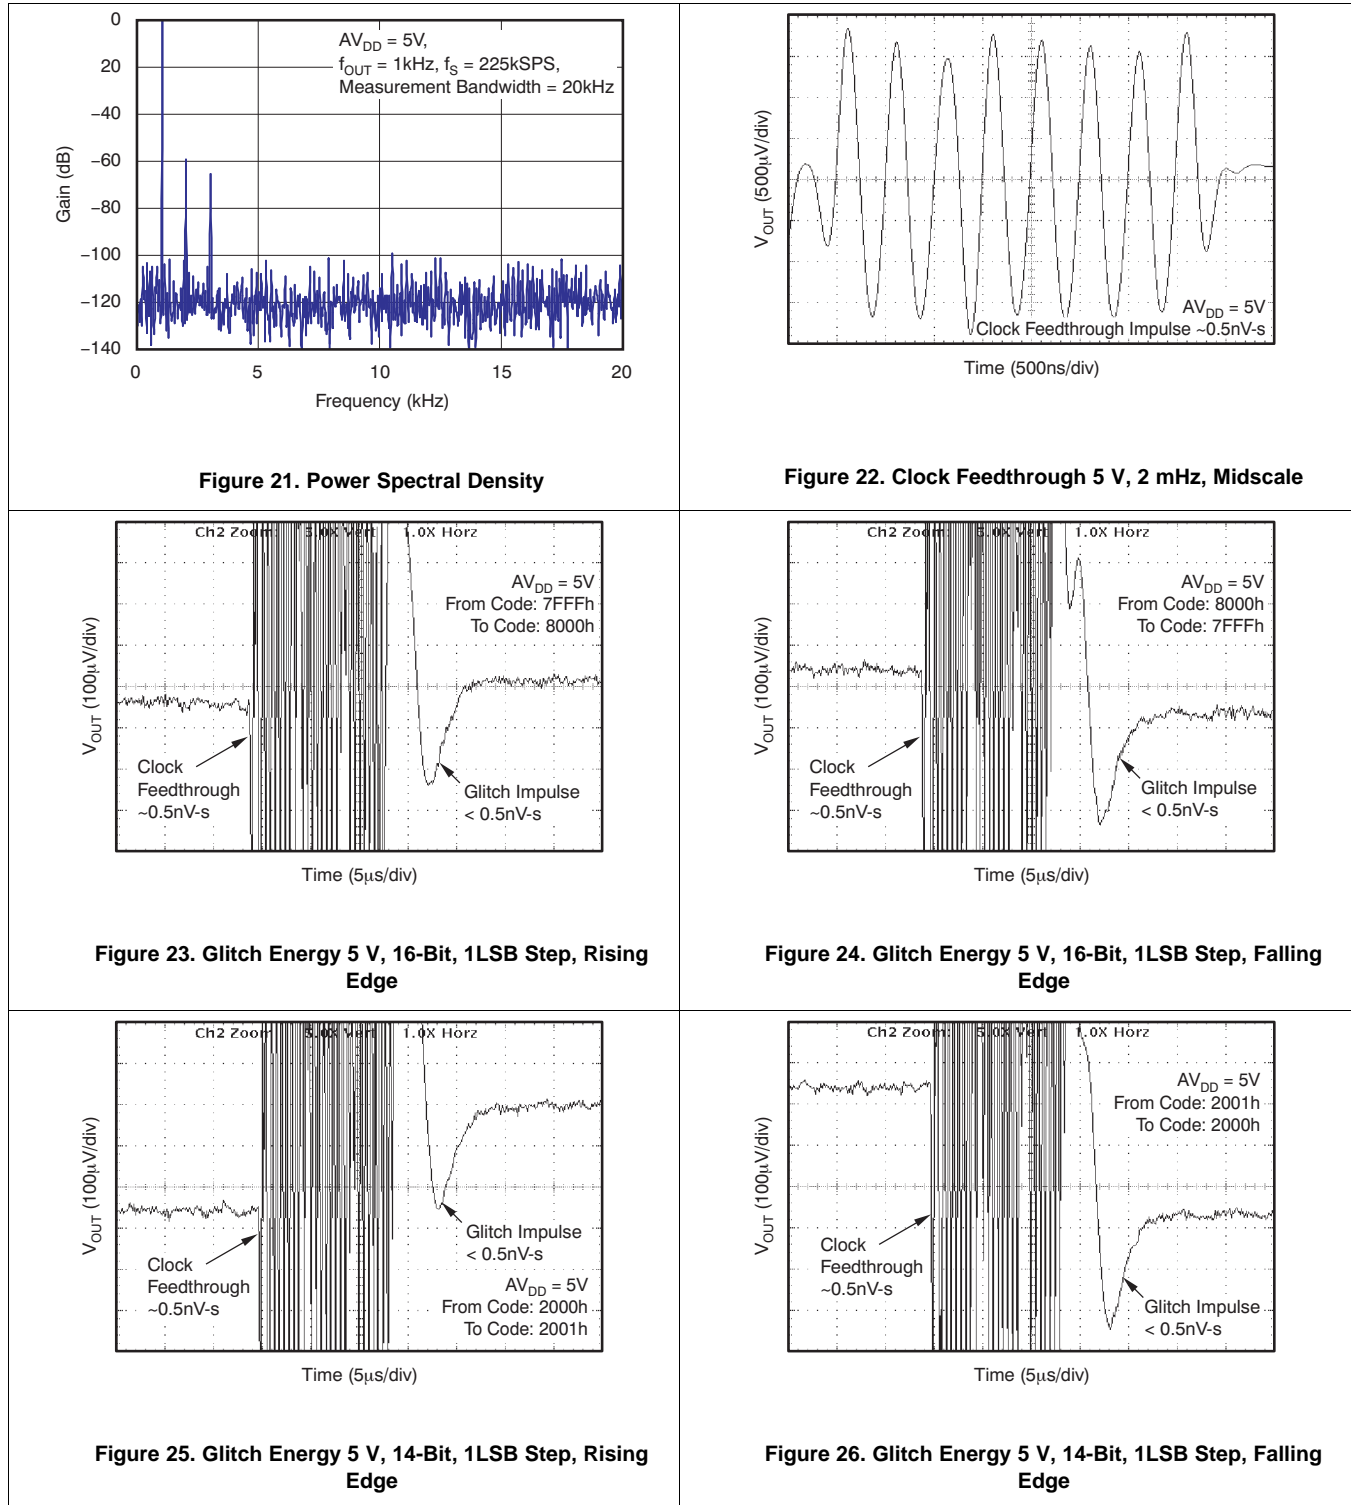 0
20
−40
−60
−80
−100
−120
−140
Gain (dB)
AVDD = 5V,
fOUT = 1kHz, fS = 225kSPS,
Measurement Bandwidth = 20kHz
0 5 10 15 20
Frequency (kHz)
Figure 21. Power Spectral Density
VOUT (500µV/div)
AVDD = 5V
Clock Feedthrough Impulse ~0.5nV-s
Time (500ns/div)
Figure 22. Clock Feedthrough 5 V, 2 mHz, Midscale
Ch2 Zoom: 5.0X Vert 1.0X Horz
VOUT (100µV/div)
AVDD = 5V
From Code: 7FFFh
To Code: 8000h
Clock
Feedthrough
~0.5nV-s
Glitch Impulse
< 0.5nV-s
Time (5µs/div)
Figure 23. Glitch Energy 5 V, 16-Bit, 1LSB Step, Rising
Edge
Ch2 Zoom: 5.0X Vert 1.0X Horz
VOUT (100µV/div)
AVDD = 5V
From Code: 8000h
To Code: 7FFFh
Clock
Feedthrough
~0.5nV-s
Glitch Impulse
< 0.5nV-s
Time (5µs/div)
Figure 24. Glitch Energy 5 V, 16-Bit, 1LSB Step, Falling
Edge
Ch2 Zoom: 5.0X Vert 1.0X Horz
VOUT (100µV/div)
Clock
Feedthrough
~0.5nV-s
Glitch Impulse
< 0.5nV-s
AVDD = 5V
From Code: 2000h
To Code: 2001h
Time (5µs/div)
Figure 25. Glitch Energy 5 V, 14-Bit, 1LSB Step, Rising
Edge
Ch2 Zoom: 5.0X Vert 1.0X Horz
VOUT (100µV/div)
AVDD = 5V
From Code: 2001h
To Code: 2000h
Clock
Feedthrough
~0.5nV-s
Glitch Impulse
< 0.5nV-s
Time (5µs/div)
Figure 26. Glitch Energy 5 V, 14-Bit, 1LSB Step, Falling
Edge